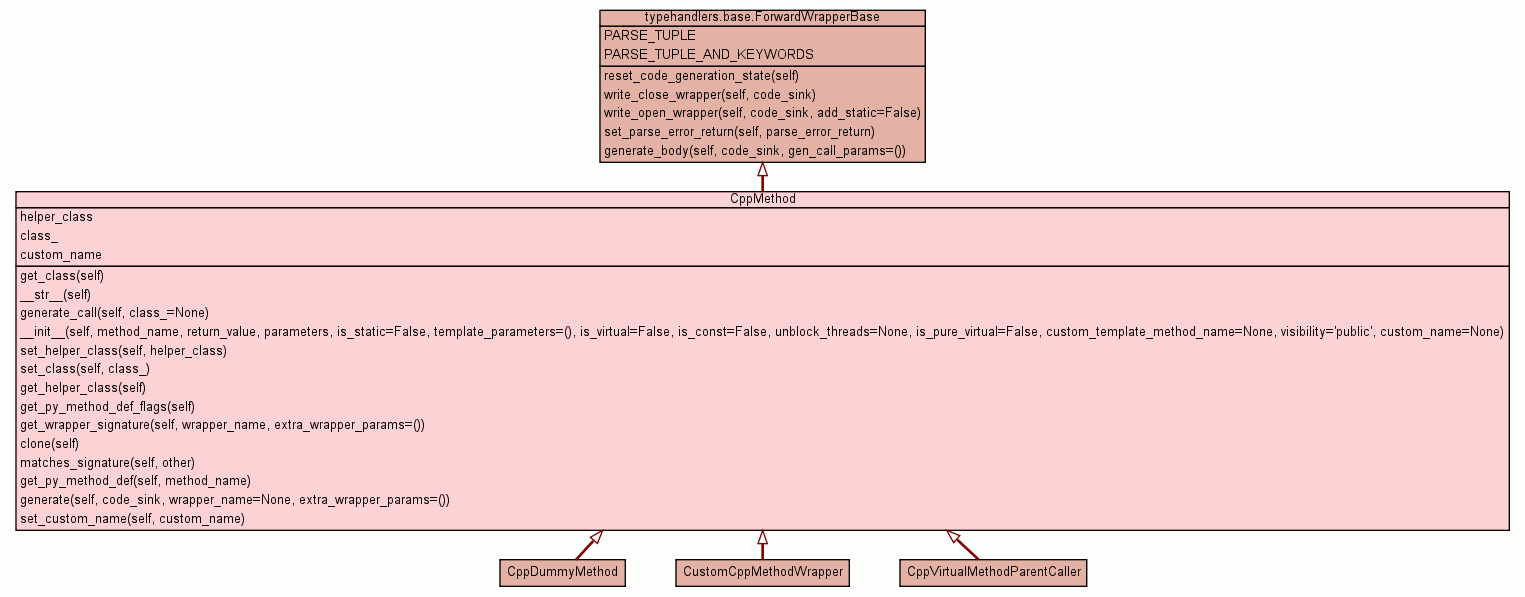 typehandlers.base.ForwardWrapperBase
PARSE_TUPLE
PARSE_TUPLE_AND_KEYWORDS
reset_code_generation_state(self)
write_close_wrapper(self, code_sink)
write_open_wrapper(self, code_sink, add_static=False)
set_parse_error_return(self, parse_error_return)
generate_body(self, code_sink, gen_call_params=())
CppMethod
helper_class
class_
custom_name
get_class(self)
__str__(self)
generate_call(self, class_=None)
__init__(self, method_name, return_value, parameters, is_static=False, template_parameters=(), is_virtual=False, is_const=False, unblock_threads=None, is_pure_virtual=False, custom_template_method_name=None, visibility='public', custom_name=None)
set_helper_class(self, helper_class)
set_class(self, class_)
get_helper_class(self)
get_py_method_def_flags(self)
get_wrapper_signature(self, wrapper_name, extra_wrapper_params=())
clone(self)
matches_signature(self, other)
get_py_method_def(self, method_name)
generate(self, code_sink, wrapper_name=None, extra_wrapper_params=())
set_custom_name(self, custom_name)
CppDummyMethod
CustomCppMethodWrapper
CppVirtualMethodParentCaller